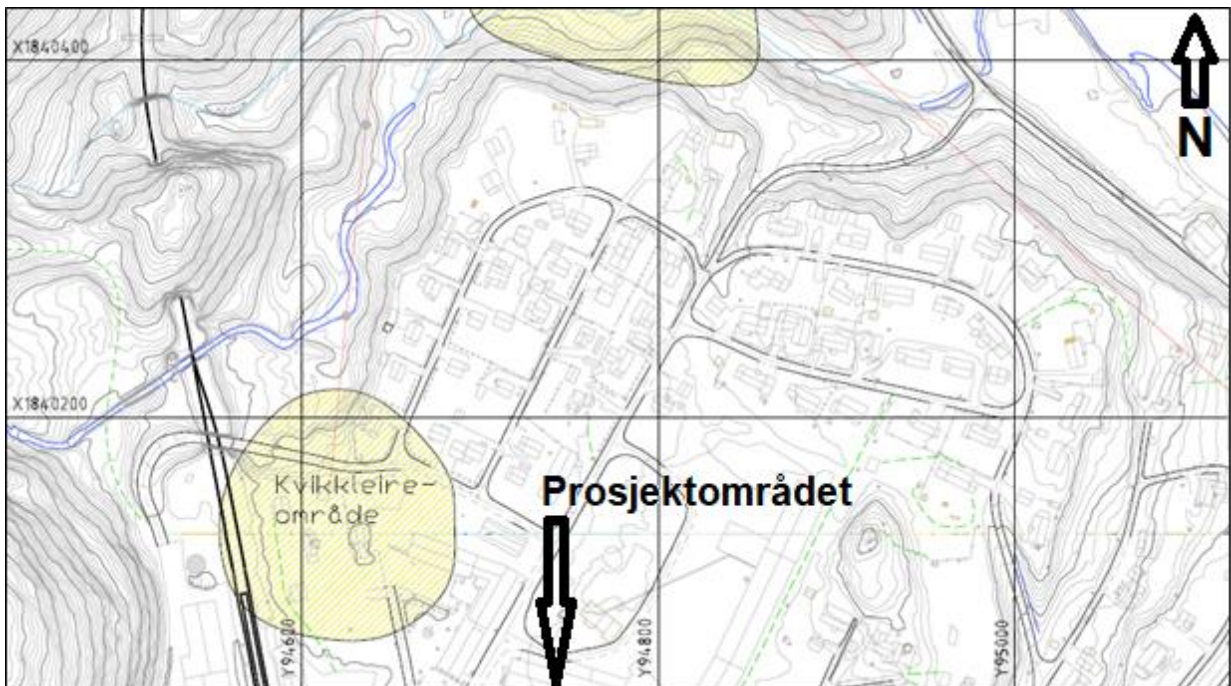 X1840400
N
X1840200
Kvikkleire-
område
Prosjektområdet
Y94600
Y94800
Y95000